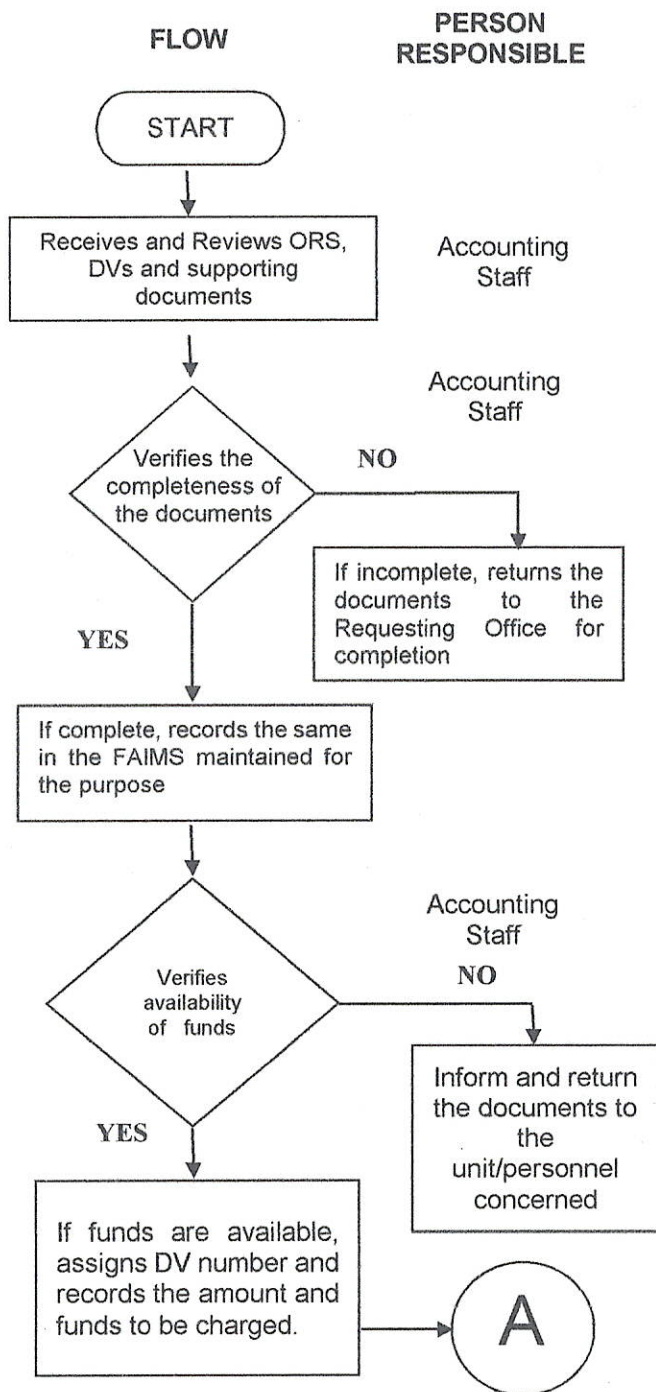 FLOW
PERSON
RESPONSIBLE
START
Receives and Reviews ORS,
DVs and supporting
documents
Accounting
Staff
Accounting
Staff
Verifies the
completeness of
the documents
NO
If incomplete, returns the
documents to the
Requesting Office for
completion
YES
If complete, records the same
in the FAIMS maintained for
the purpose
Accounting
Staff
Verifies
availability
of funds
NO
Inform and return
the documents to
the
unit/personnel
concerned
YES
If funds are available,
assigns DV number and
records the amount and
funds to be charged.
A